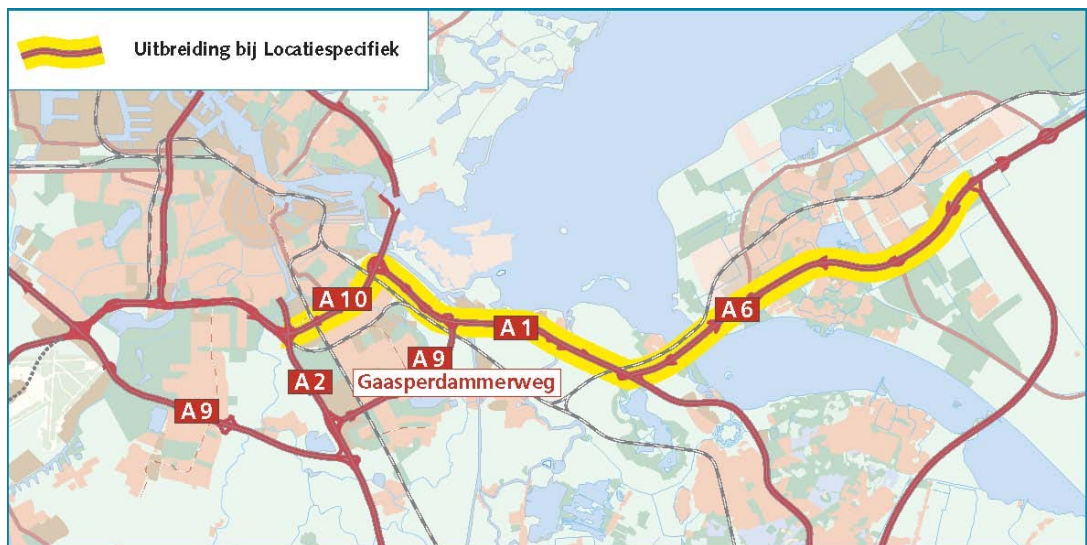 Uitbreiding bij Locatiespecifiek
A 10
A 6
A 1
A 9
A 2
Gaasperdammerweg
A 9